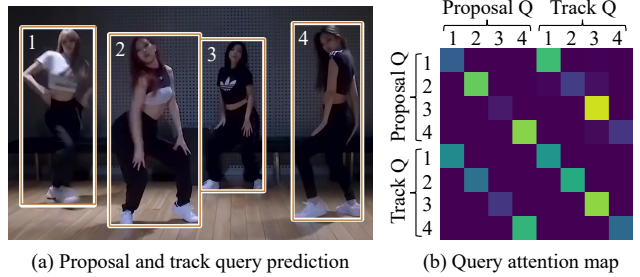 1
2
3
4
adidas
Proposal Q Track Q
1 2 3 4 1 2 3 4
Proposal Q
1
2
3
4
Track Q
1
2
3
4
(a) Proposal and track query prediction
(b) Query attention map